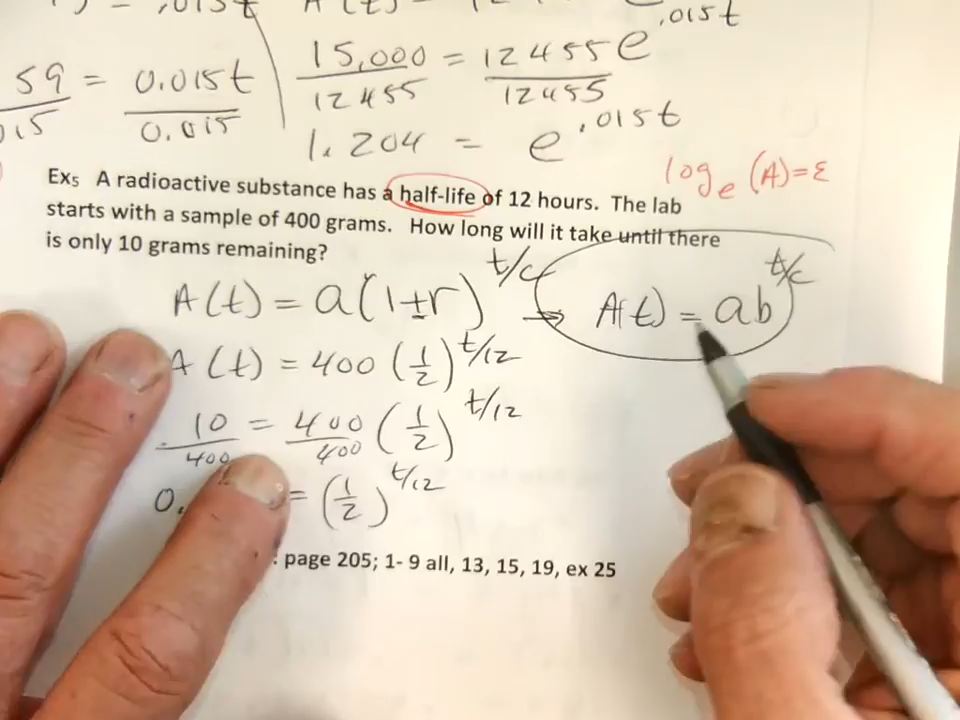 = .015t
15,000 = 12455 e^.015t
12455 12455
59 = 0.015t
0.015
1.204 = e^.015t
log_e (A)=ε
Ex5 A radioactive substance has a half-life of 12 hours. The lab
starts with a sample of 400 grams. How long will it take until there
is only 10 grams remaining?
A(t) = a(1±r)^t/c → A(t) = ab^t/c
A(t) = 400 (1/2)^t/12
10 = 400 (1/2)^t/12
400 400
0. = (1/2)^t/12
: page 205; 1- 9 all, 13, 15, 19, ex 25